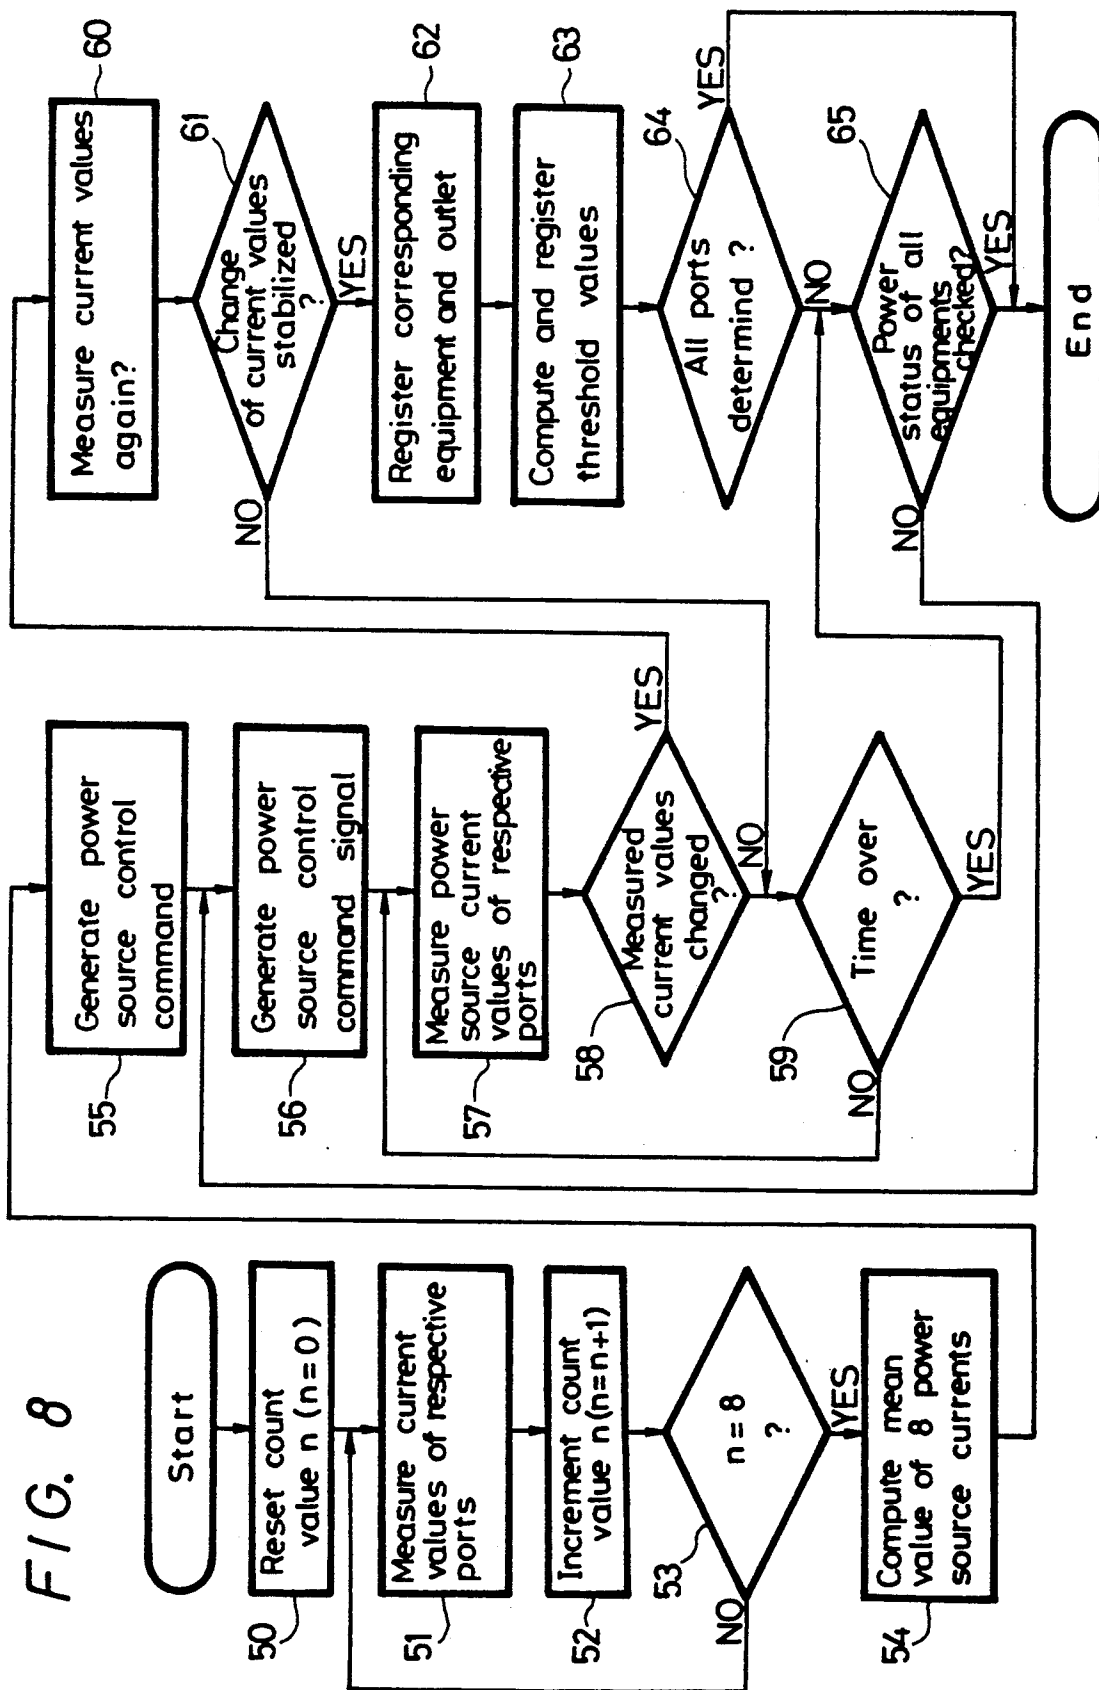 FIG. 8
Start
Reset count
value n (n=0)
50
Measure current
values of respective
ports
51
Increment count
value n(n=n+1)
52
n=8
?
53
NO
YES
Compute mean
value of 8 power
source currents
54
Generate power
source control
command
55
Generate power
source control
command signal
56
Measure power
source current
values of respective
ports
57
Measured
current values
changed
?
58
YES
NO
Time over
?
59
NO
YES
Measure current values
again?
60
Change
of current values
stabilized
?
61
NO
YES
Register corresponding
equipment and outlet
62
Compute and register
threshold values
63
All ports
determind ?
64
YES
NO
Power
status of all
equipments
checked?
65
NO
YES
End